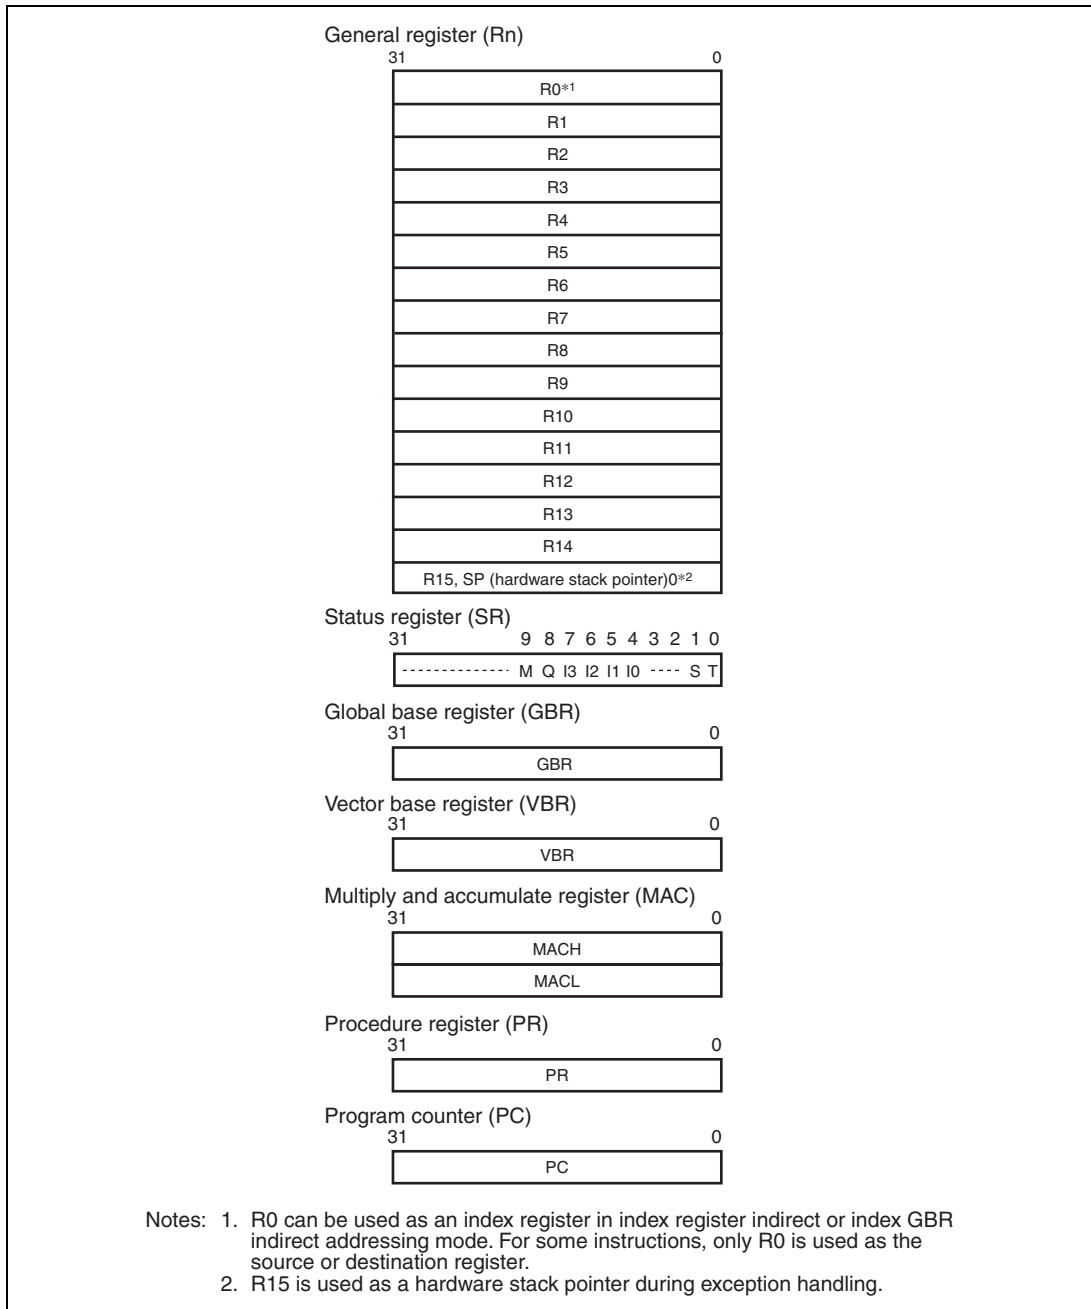 General register (Rn)
31 0
R0*1
R1
R2
R3
R4
R5
R6
R7
R8
R9
R10
R11
R12
R13
R14
R15, SP (hardware stack pointer)0*2
Status register (SR)
31 9 8 7 6 5 4 3 2 1 0
------------- M Q I3 I2 I1 I0 ---- S T
Global base register (GBR)
31 0
GBR
Vector base register (VBR)
31 0
VBR
Multiply and accumulate register (MAC)
31 0
MACH
MACL
Procedure register (PR)
31 0
PR
Program counter (PC)
31 0
PC
Notes: 1. R0 can be used as an index register in index register indirect or index GBR
indirect addressing mode. For some instructions, only R0 is used as the
source or destination register.
2. R15 is used as a hardware stack pointer during exception handling.